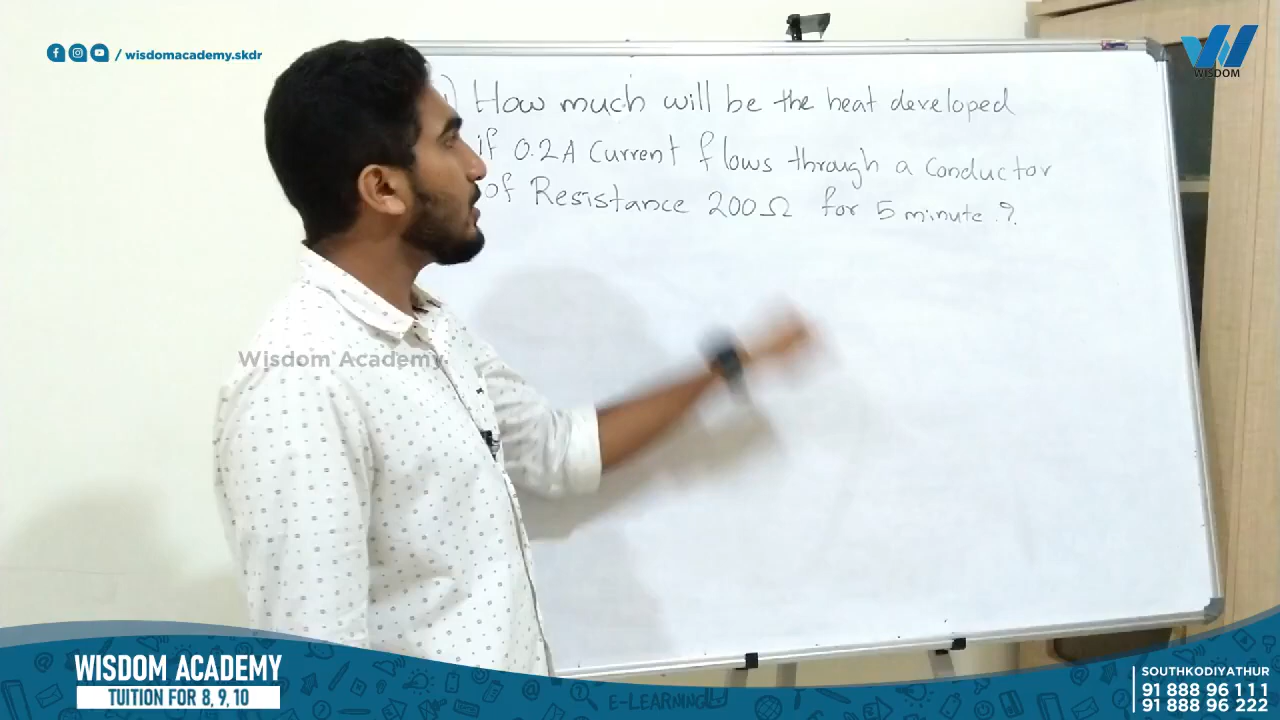 / wisdomacademy.skdr
WISDOM
) How much will be the heat developed
if 0.2A Current flows through a Conductor
of Resistance 200Ω for 5 minute.?
Wisdom Academy
WISDOM ACADEMY
TUITION FOR 8, 9, 10
E-LEARNING
SOUTHKODIYATHUR
91 888 96 111
91 888 96 222